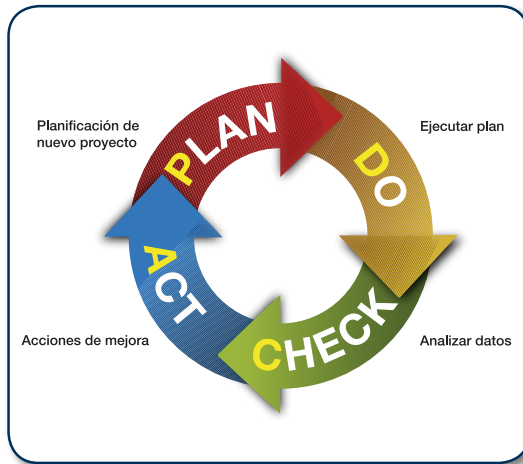 PLAN
Planificación de
nuevo proyecto
DO
Ejecutar plan
CHECK
Analizar datos
ACT
Acciones de mejora